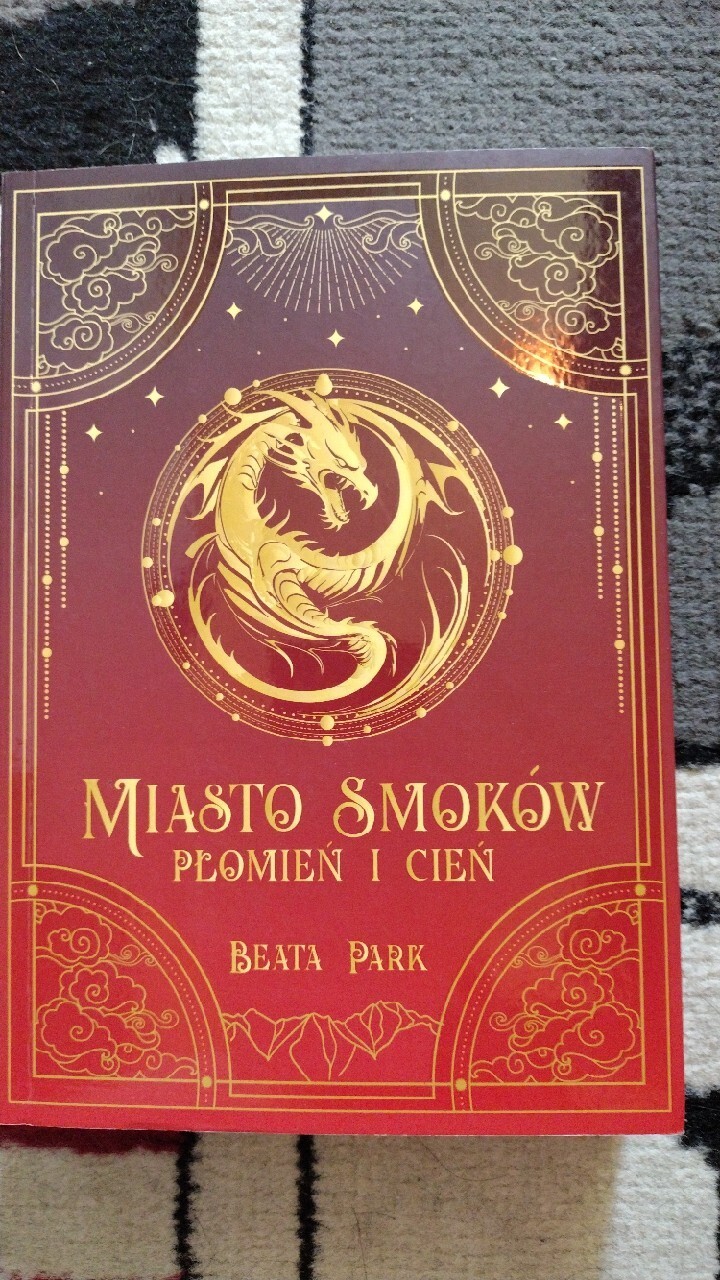 Miasto Smoków
Płomień i Cień
Beata Park